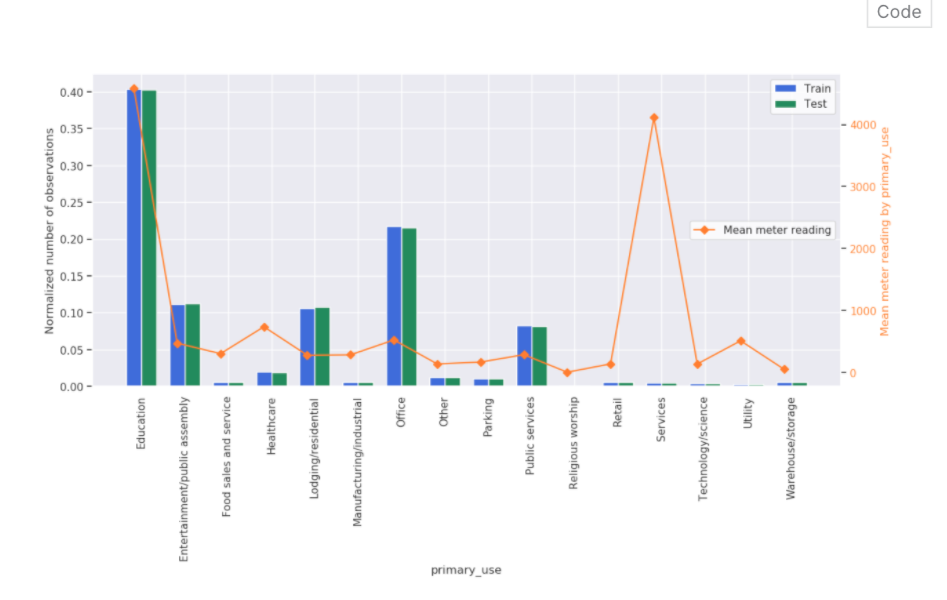 Code
Train
Test
Mean meter reading
Normalized number of observations
0.40
0.35
0.30
0.25
0.20
0.15
0.10
0.05
0.00
4000
3000
2000
1000
0
Mean meter reading by primary_use
Education
Entertainment/public assembly
Food sales and service
Healthcare
Lodging/residential
Manufacturing/industrial
Office
Other
Parking
Public services
Religious worship
Retail
Services
Technology/science
Utility
Warehouse/storage
primary_use